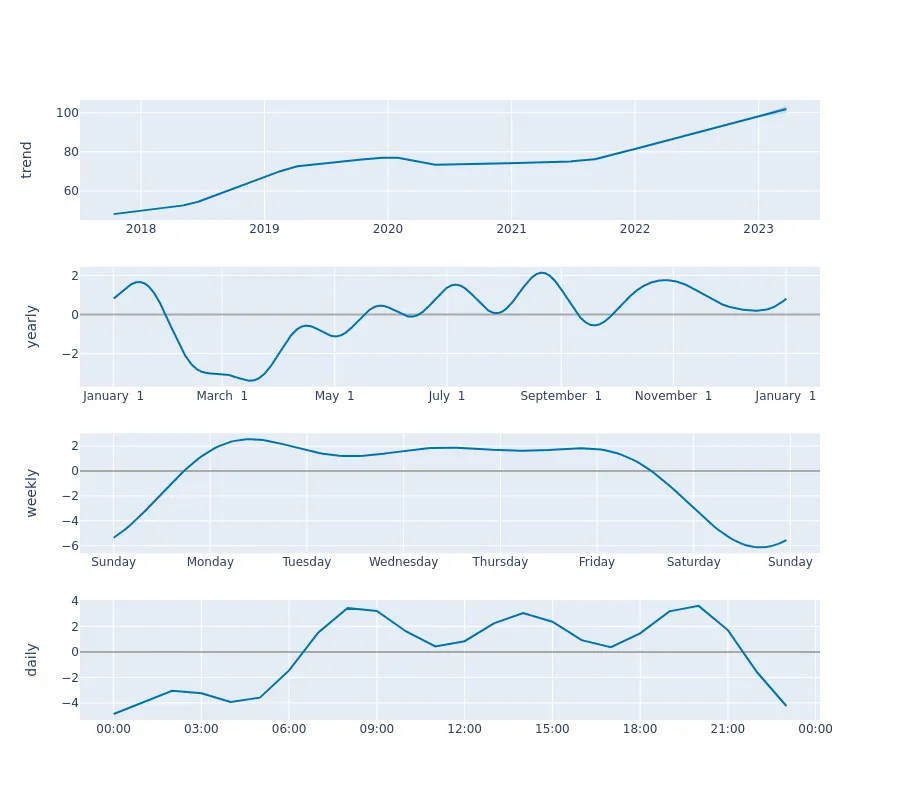 trend
100
80
60
2018 2019 2020 2021 2022 2023
yearly
2
0
−2
January 1 March 1 May 1 July 1 September 1 November 1 January 1
weekly
2
0
−2
−4
−6
Sunday Monday Tuesday Wednesday Thursday Friday Saturday Sunday
daily
4
2
0
−2
−4
00:00 03:00 06:00 09:00 12:00 15:00 18:00 21:00 00:00